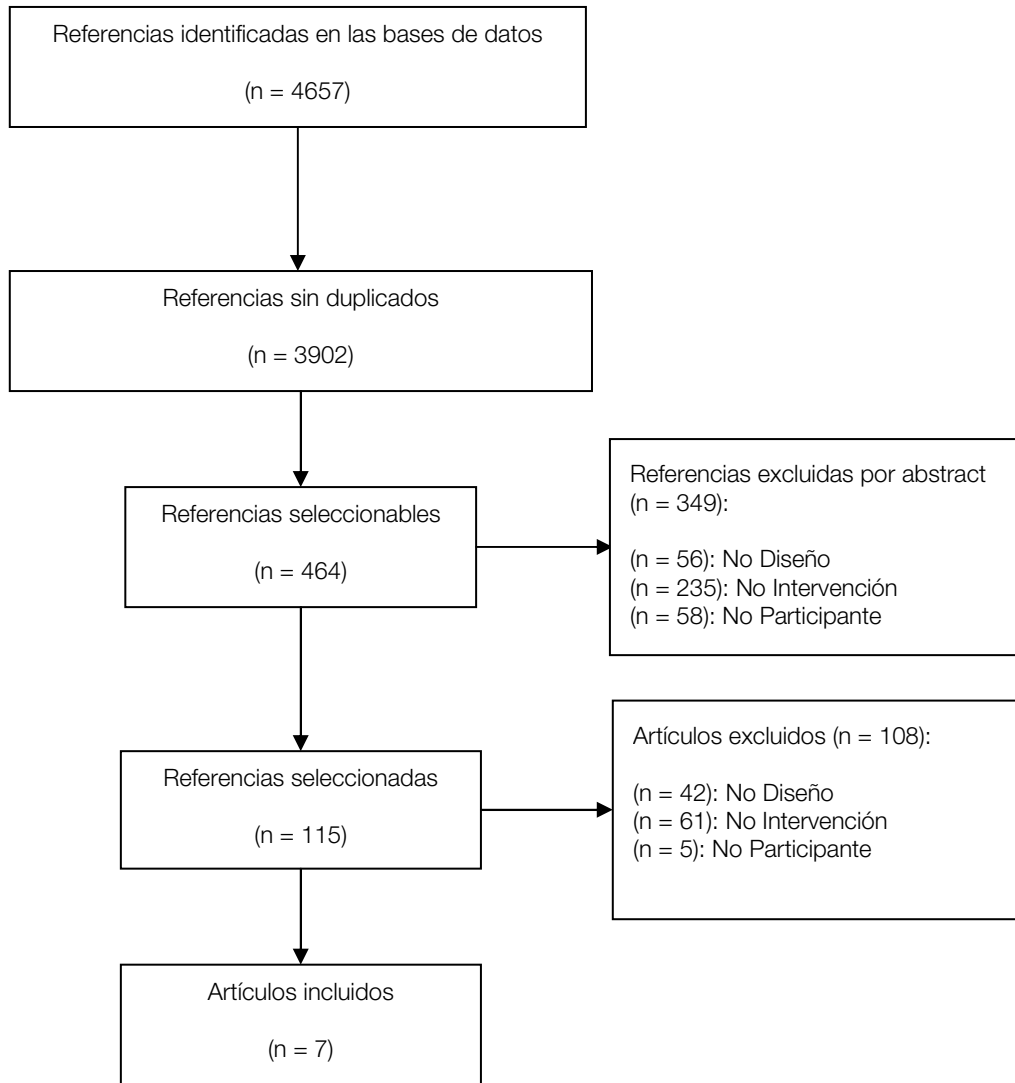 Referencias identificadas en las bases de datos
(n = 4657)
Referencias sin duplicados
(n = 3902)
Referencias seleccionables
(n = 464)
Referencias excluidas por abstract
(n = 349):
(n = 56): No Diseño
(n = 235): No Intervención
(n = 58): No Participante
Referencias seleccionadas
(n = 115)
Artículos excluidos (n = 108):
(n = 42): No Diseño
(n = 61): No Intervención
(n = 5): No Participante
Artículos incluidos
(n = 7)